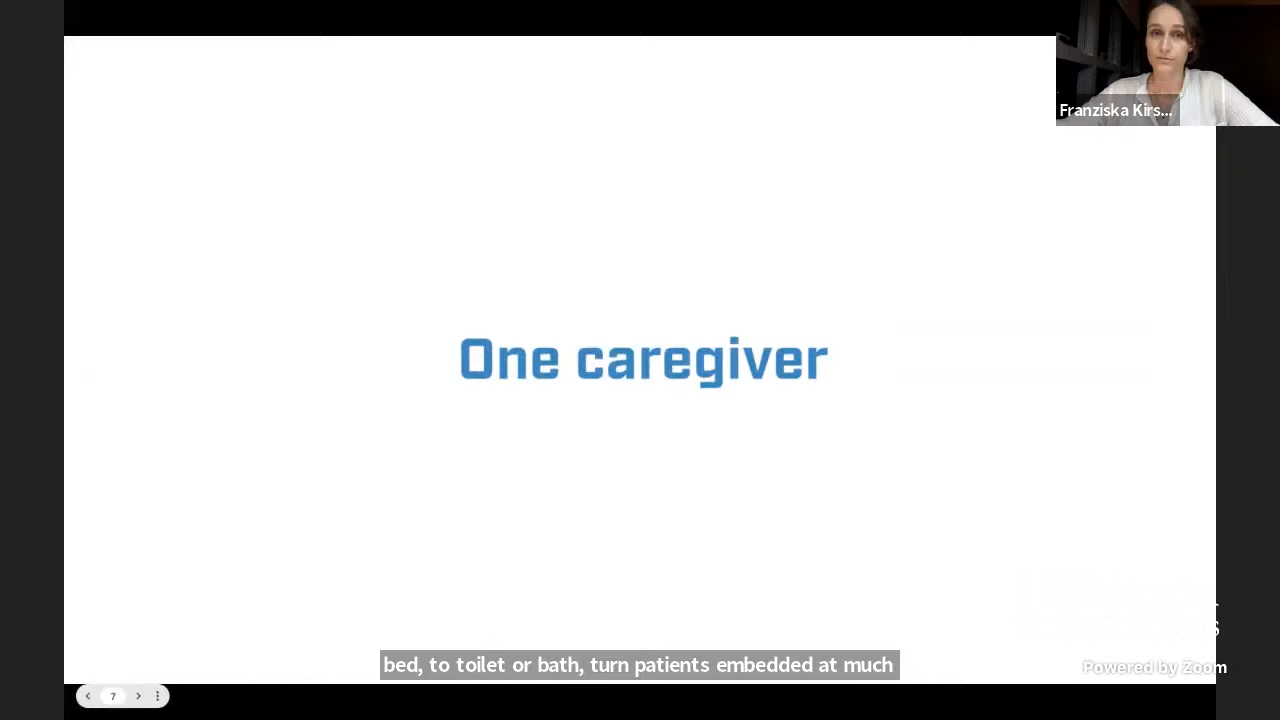 Franziska Kirs...
One caregiver
bed, to toilet or bath, turn patients embedded at much
Powered by Zoom
7